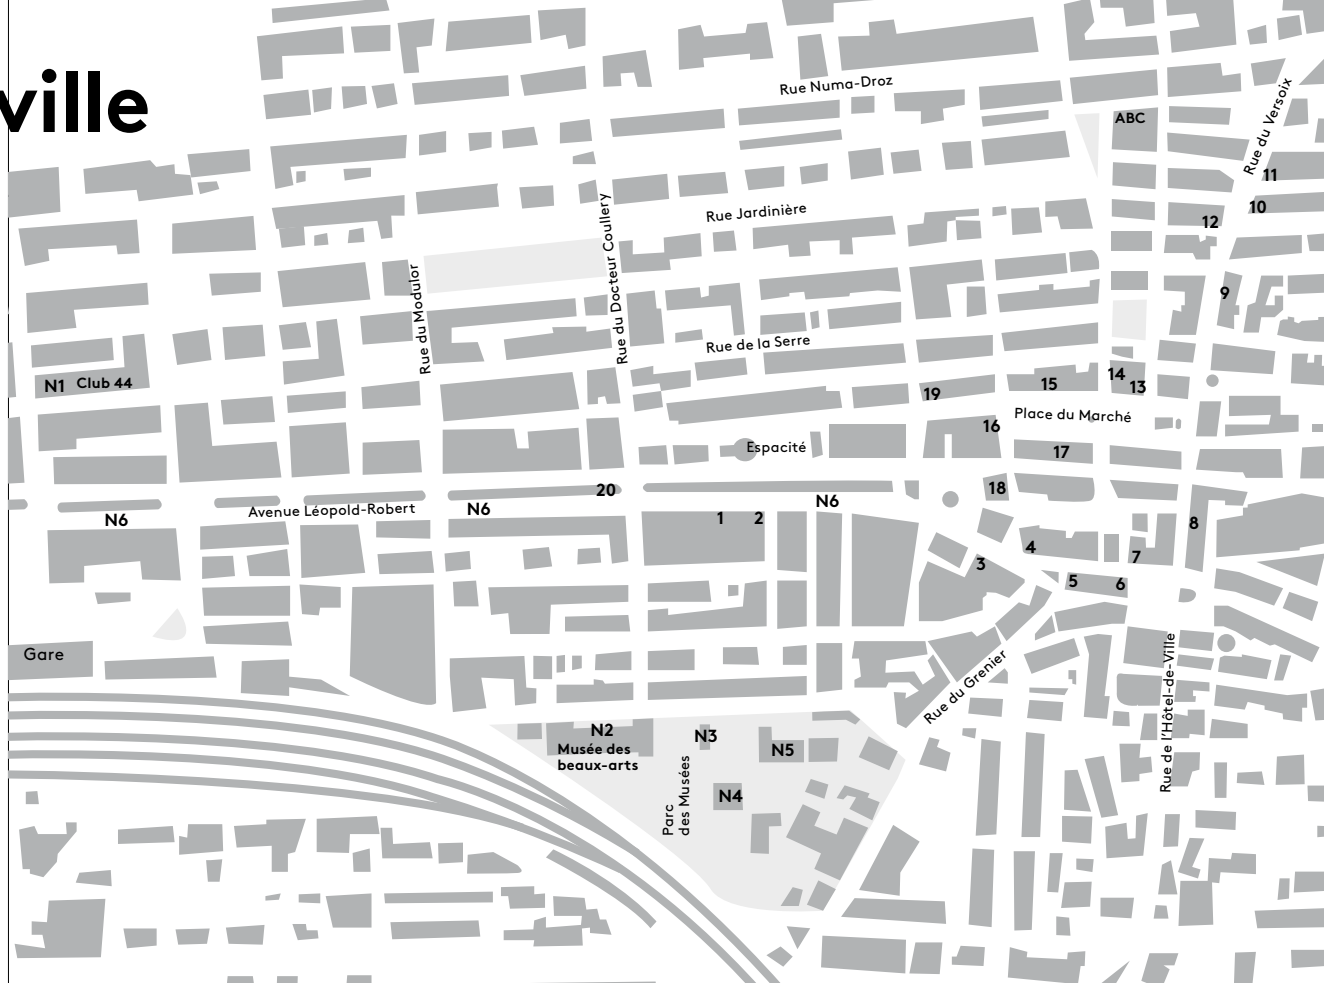 ville
Rue Numa-Droz
ABC
Rue du Versoix
11
10
12
Rue Jardinière
Rue du Docteur Coullery
Rue du Modulor
9
Rue de la Serre
N1 Club 44
14
13
15
19
Place du Marché
16
17
Espacité
18
20
N6
N6
N6
Avenue Léopold-Robert
1
2
8
4
7
3
5
6
Gare
Rue du Grenier
Rue de l'Hôtel-de-Ville
N2
Musée des
beaux-arts
N3
N5
N4
Parc
des Musées